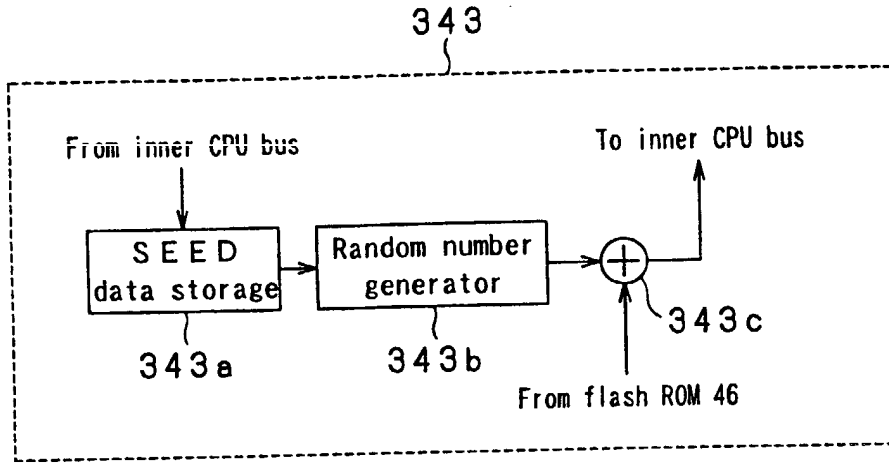 343
From inner CPU bus
To inner CPU bus
SEED
data storage
Random number
generator
343a
343b
343c
From flash ROM 46